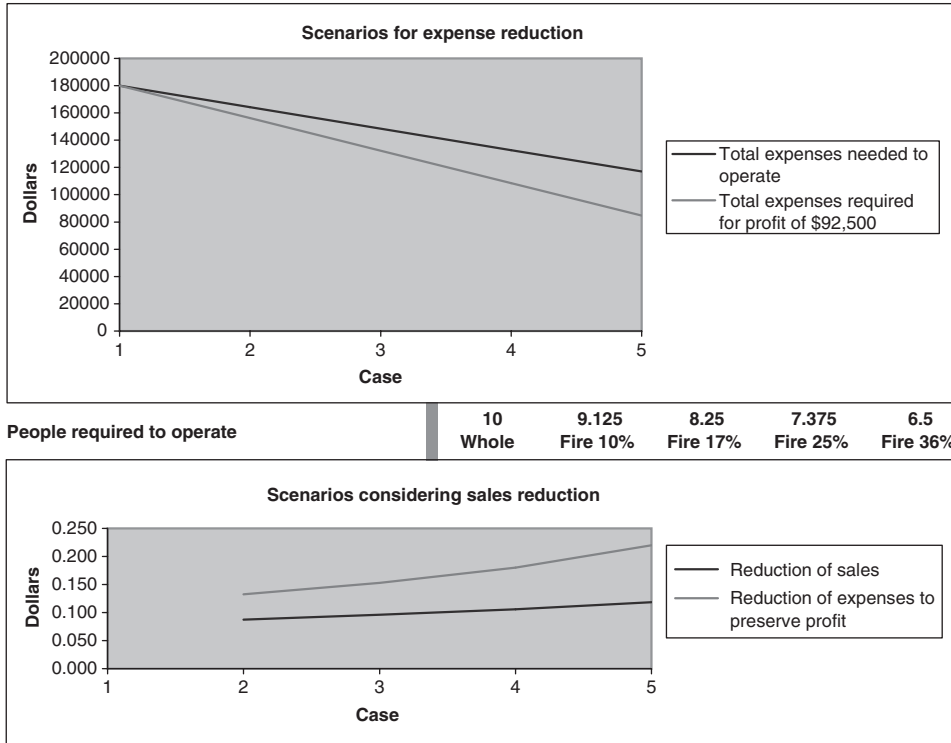 Scenarios for expense reduction
200000
180000
160000
140000
120000
100000
80000
60000
40000
20000
0
Dollars
1 2 3 4 5
Case
Total expenses needed to
operate
Total expenses required
for profit of $92,500
People required to operate
10 9.125 8.25 7.375 6.5
Whole Fire 10% Fire 17% Fire 25% Fire 36%
Scenarios considering sales reduction
0.250
0.200
0.150
0.100
0.050
0.000
Dollars
1 2 3 4 5
Case
Reduction of sales
Reduction of expenses to
preserve profit